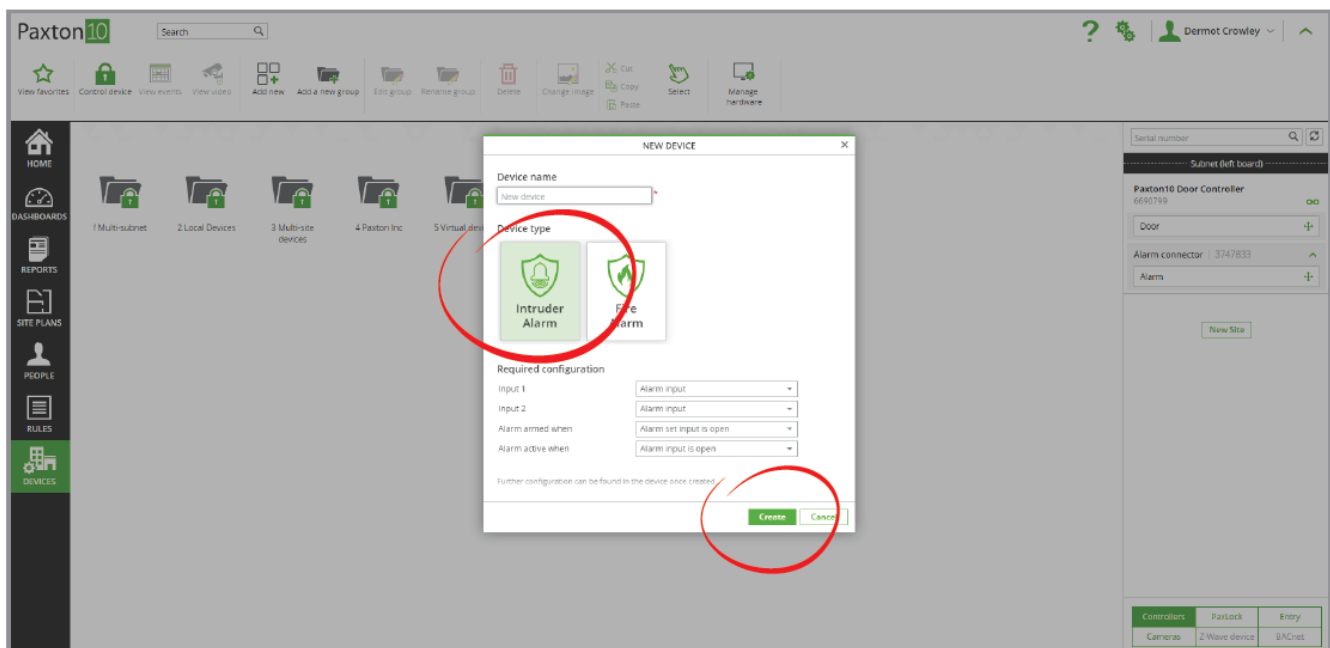 Paxton10
Search
?
Dermot Crowley
View favorites
Control device
View events
View video
Add new
Add a new group
Edit group
Rename group
Delete
Change image
Cut
Copy
Paste
Select
Manage
hardware
HOME
DASHBOARDS
REPORTS
SITE PLANS
PEOPLE
RULES
DEVICES
! Multi-subnet
2 Local Devices
3 Multi-site
devices
4 Paxton Inc
5 Virtual
NEW DEVICE
Device name
New device
*
Device type
Intruder
Alarm
Fire
Alarm
Required configuration
Input 1
Alarm input
Input 2
Alarm input
Alarm armed when
Alarm set input is open
Alarm active when
Alarm input is open
Further configuration can be found in the device once created
Create
Cancel
Serial number
Subnet (left board)
Paxton10 Door Controller
6690799
Door
Alarm connector | 3747833
Alarm
New Site
Controllers
PaxLock
Entry
Cameras
Z-Wave device
BACnet